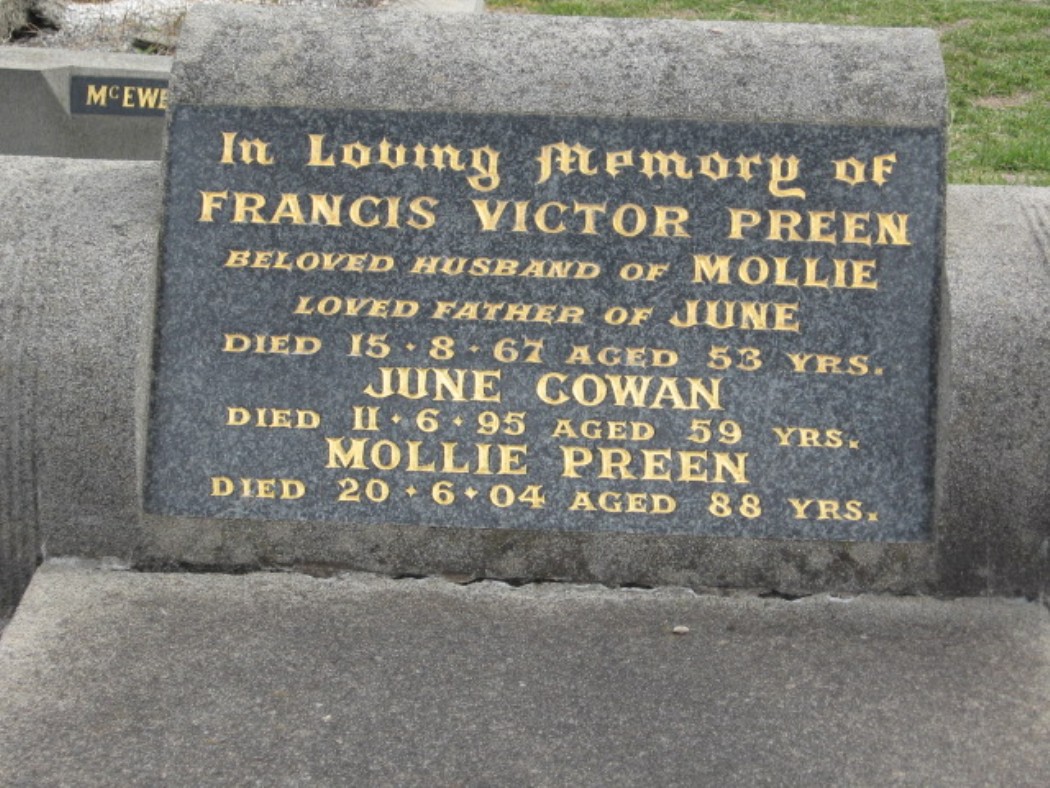 McEWE
In Loving Memory of
FRANCIS VICTOR PREEN
BELOVED HUSBAND OF MOLLIE
LOVED FATHER OF JUNE
DIED 15·8·67 AGED 53 YRS.
JUNE COWAN
DIED 11·6·95 AGED 59 YRS.
MOLLIE PREEN
DIED 20·6·04 AGED 88 YRS.